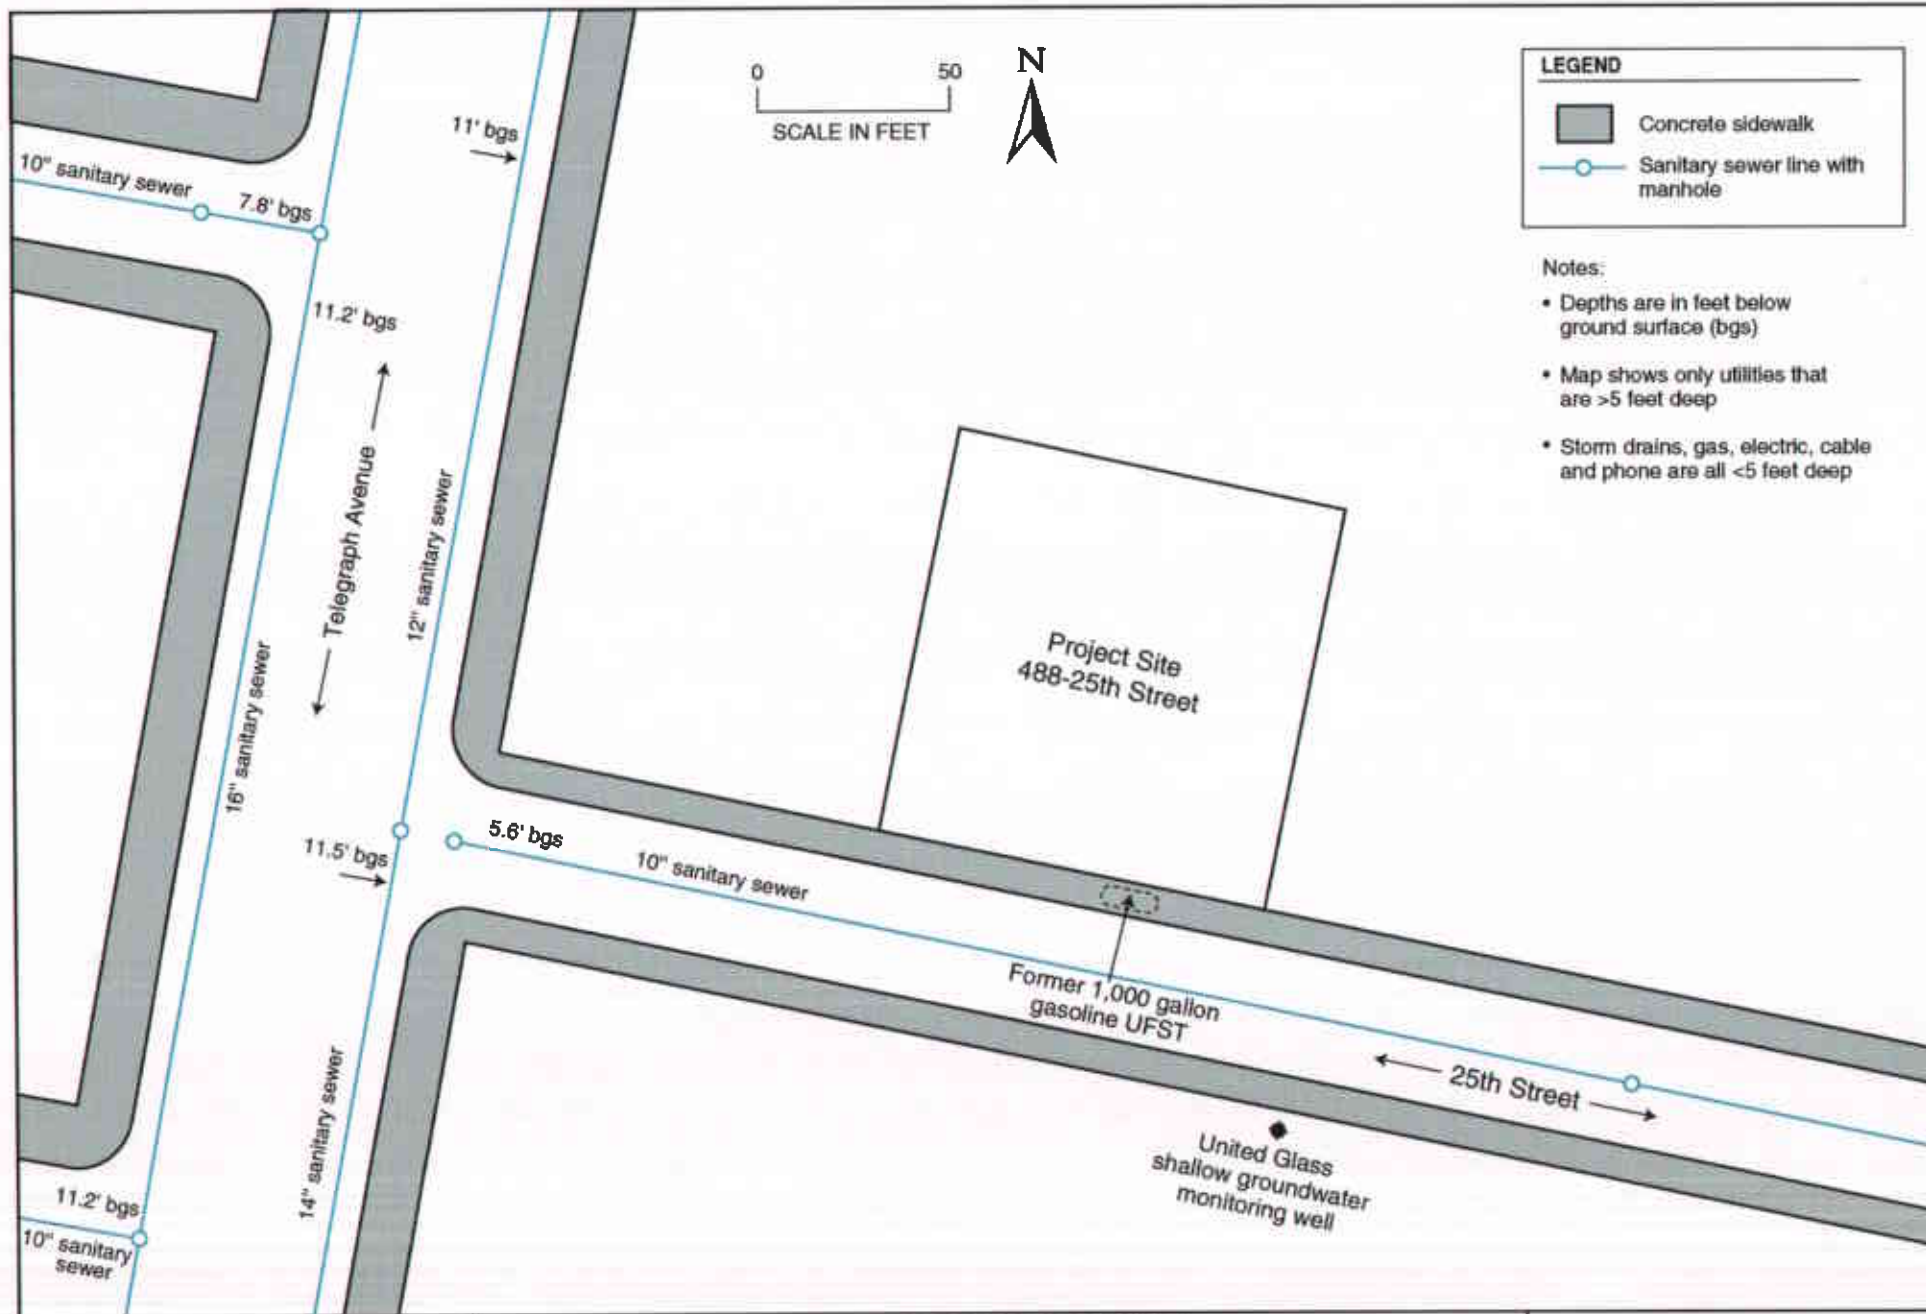 0 50
SCALE IN FEET
N
LEGEND
Concrete sidewalk
Sanitary sewer line with
manhole
Notes:
• Depths are in feet below
ground surface (bgs)
• Map shows only utilities that
are >5 feet deep
• Storm drains, gas, electric, cable
and phone are all <5 feet deep
11' bgs
10" sanitary sewer
7.8' bgs
11.2' bgs
Telegraph Avenue
12" sanitary sewer
16" sanitary sewer
Project Site
488-25th Street
11.5' bgs
5.6' bgs
10" sanitary sewer
Former 1,000 gallon
gasoline UFST
25th Street
14" sanitary sewer
United Glass
shallow groundwater
monitoring well
11.2' bgs
10" sanitary
sewer